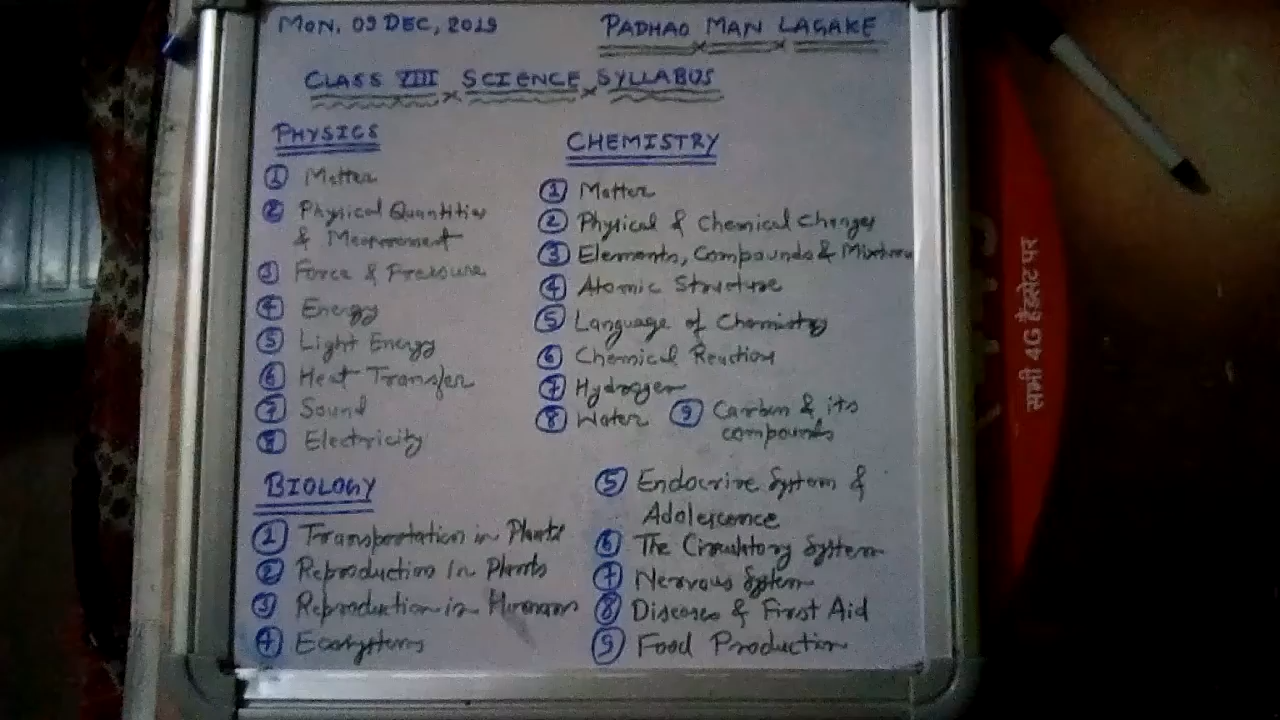 MON, 09 DEC, 2019
PADHAO MAN LAGAKE
CLASS VIII SCIENCE SYLLABUS
PHYSICS
1 Matter
2 Physical Quantities
& Measurement
3 Force & Pressure
4 Energy
5 Light Energy
6 Heat Transfer
7 Sound
8 Electricity
CHEMISTRY
1 Matter
2 Physical & Chemical Changes
3 Elements, Compounds & Mixtures
4 Atomic Structure
5 Language of Chemistry
6 Chemical Reaction
7 Hydrogen
8 Water 9 Carbon & its
compounds
BIOLOGY
1 Transportation in Plants
2 Reproduction In Plants
3 Reproduction in Humans
4 Ecosystems
5 Endocrine System &
Adolescence
6 The Circulatory System
7 Nervous System
8 Diseases & First Aid
9 Food Production
सभी 4G हैंडसेट पर